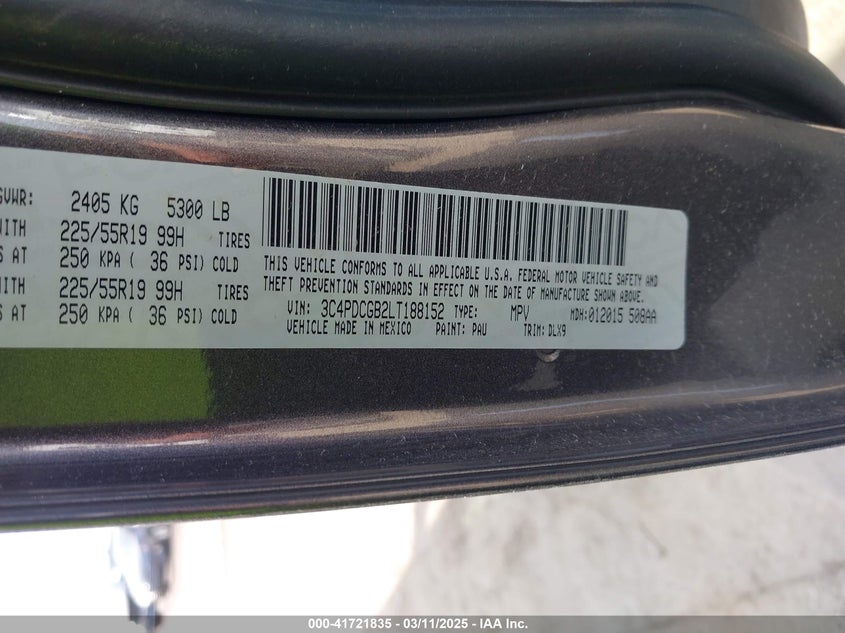 GVWR: 2405 KG 5300 LB
WITH 225/55R19 99H TIRES
S AT 250 KPA ( 36 PSI) COLD
WITH 225/55R19 99H TIRES
S AT 250 KPA ( 36 PSI) COLD
THIS VEHICLE CONFORMS TO ALL APPLICABLE U.S.A. FEDERAL MOTOR VEHICLE SAFETY AND
THEFT PREVENTION STANDARDS IN EFFECT ON THE DATE OF MANUFACTURE SHOWN ABOVE.
VIN: 3C4PDCGB2LT188152 TYPE: MPV MDH:012015 508AA
VEHICLE MADE IN MEXICO PAINT: PAU TRIM: DLX9
000-41721835 - 03/11/2025 - IAA Inc.